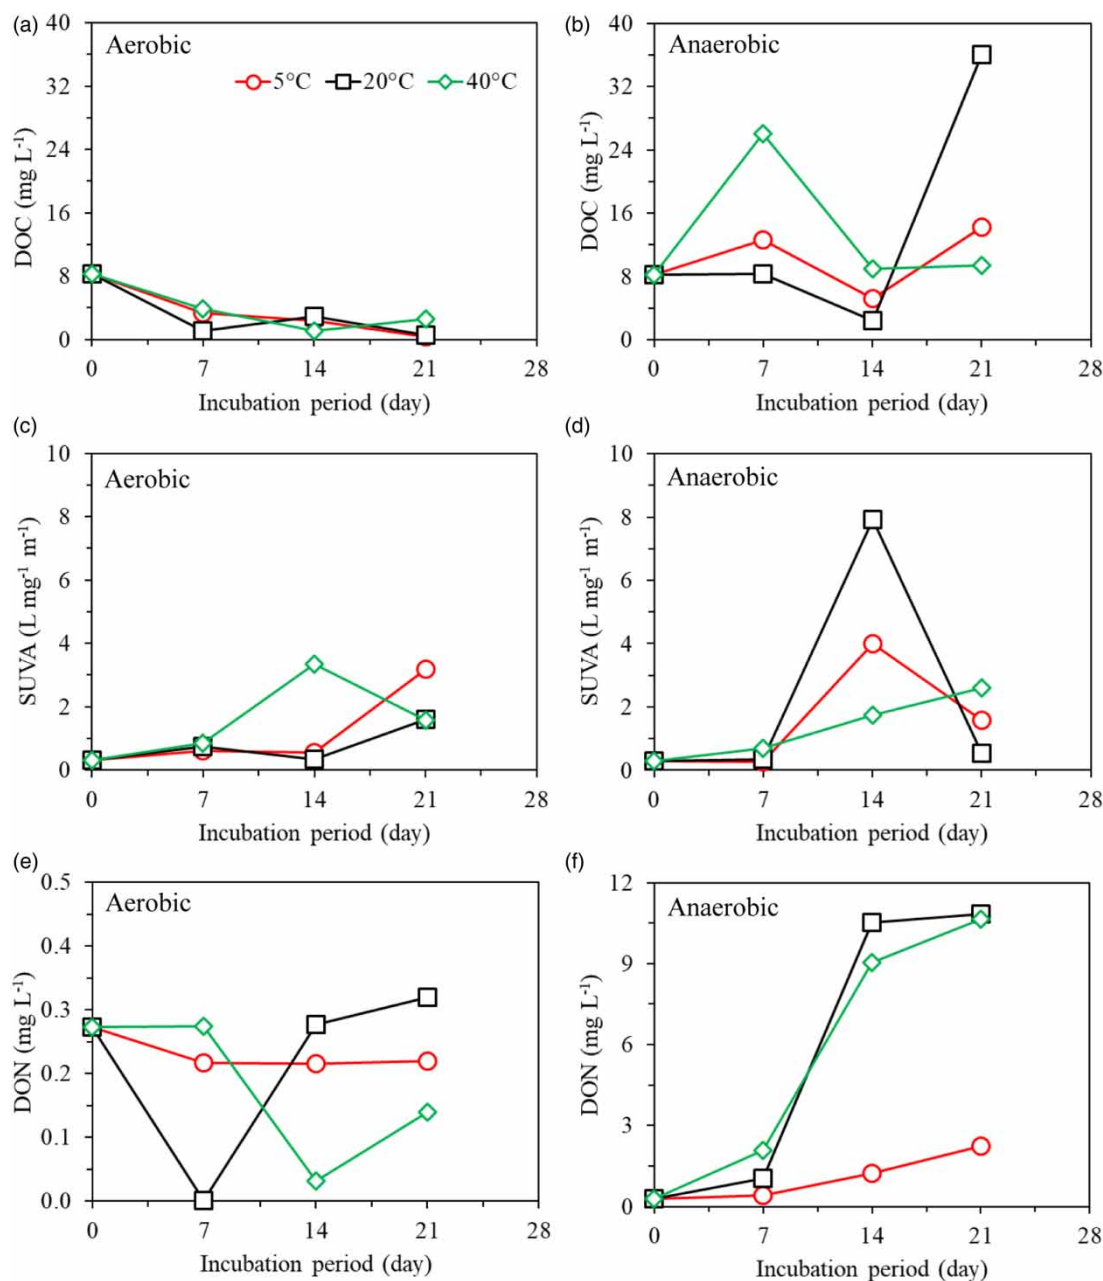 (a)
40
32
24
16
8
0
DOC (mg L⁻¹)
Aerobic
5°C 20°C 40°C
0 7 14 21 28
Incubation period (day)
(b)
40
32
24
16
8
0
DOC (mg L⁻¹)
Anaerobic
0 7 14 21 28
Incubation period (day)
(c)
10
8
6
4
2
0
SUVA (L mg⁻¹ m⁻¹)
Aerobic
0 7 14 21 28
Incubation period (day)
(d)
10
8
6
4
2
0
SUVA (L mg⁻¹ m⁻¹)
Anaerobic
0 7 14 21 28
Incubation period (day)
(e)
0.5
0.4
0.3
0.2
0.1
0.0
DON (mg L⁻¹)
Aerobic
0 7 14 21 28
Incubation period (day)
(f)
12
9
6
3
0
DON (mg L⁻¹)
Anaerobic
0 7 14 21 28
Incubation period (day)